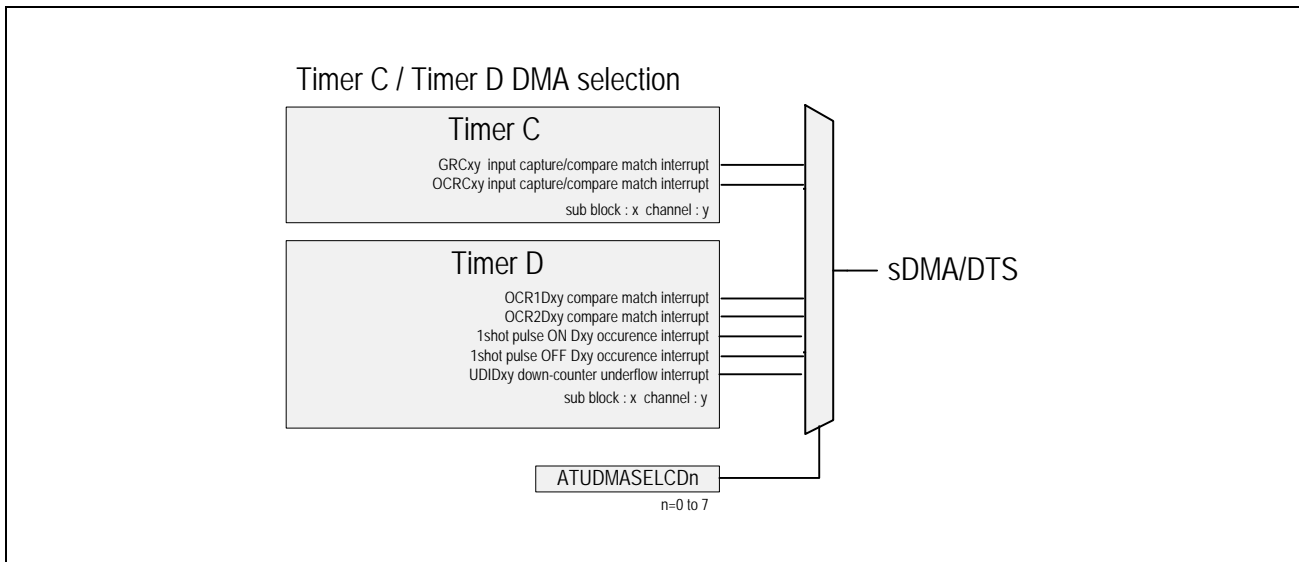 Timer C / Timer D DMA selection
Timer C
GRCxy input capture/compare match interrupt
OCRCxy input capture/compare match interrupt
sub block : x channel : y
Timer D
OCR1Dxy compare match interrupt
OCR2Dxy compare match interrupt
1shot pulse ON Dxy occurence interrupt
1shot pulse OFF Dxy occurence interrupt
UDIDxy down-counter underflow interrupt
sub block : x channel : y
sDMA/DTS
ATUDMASELCDn
n=0 to 7